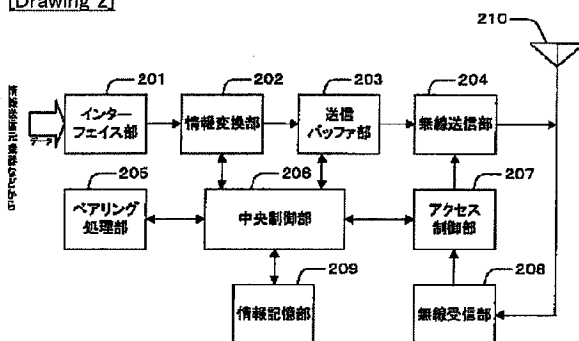 [Drawing 2]
210
201
202
203
204
インター
フェイス部
情報変換部
送信
バッファ部
無線送信部
データ
205
206
207
ペアリング
処理部
中央制御部
アクセス
制御部
209
208
情報記憶部
無線受信部